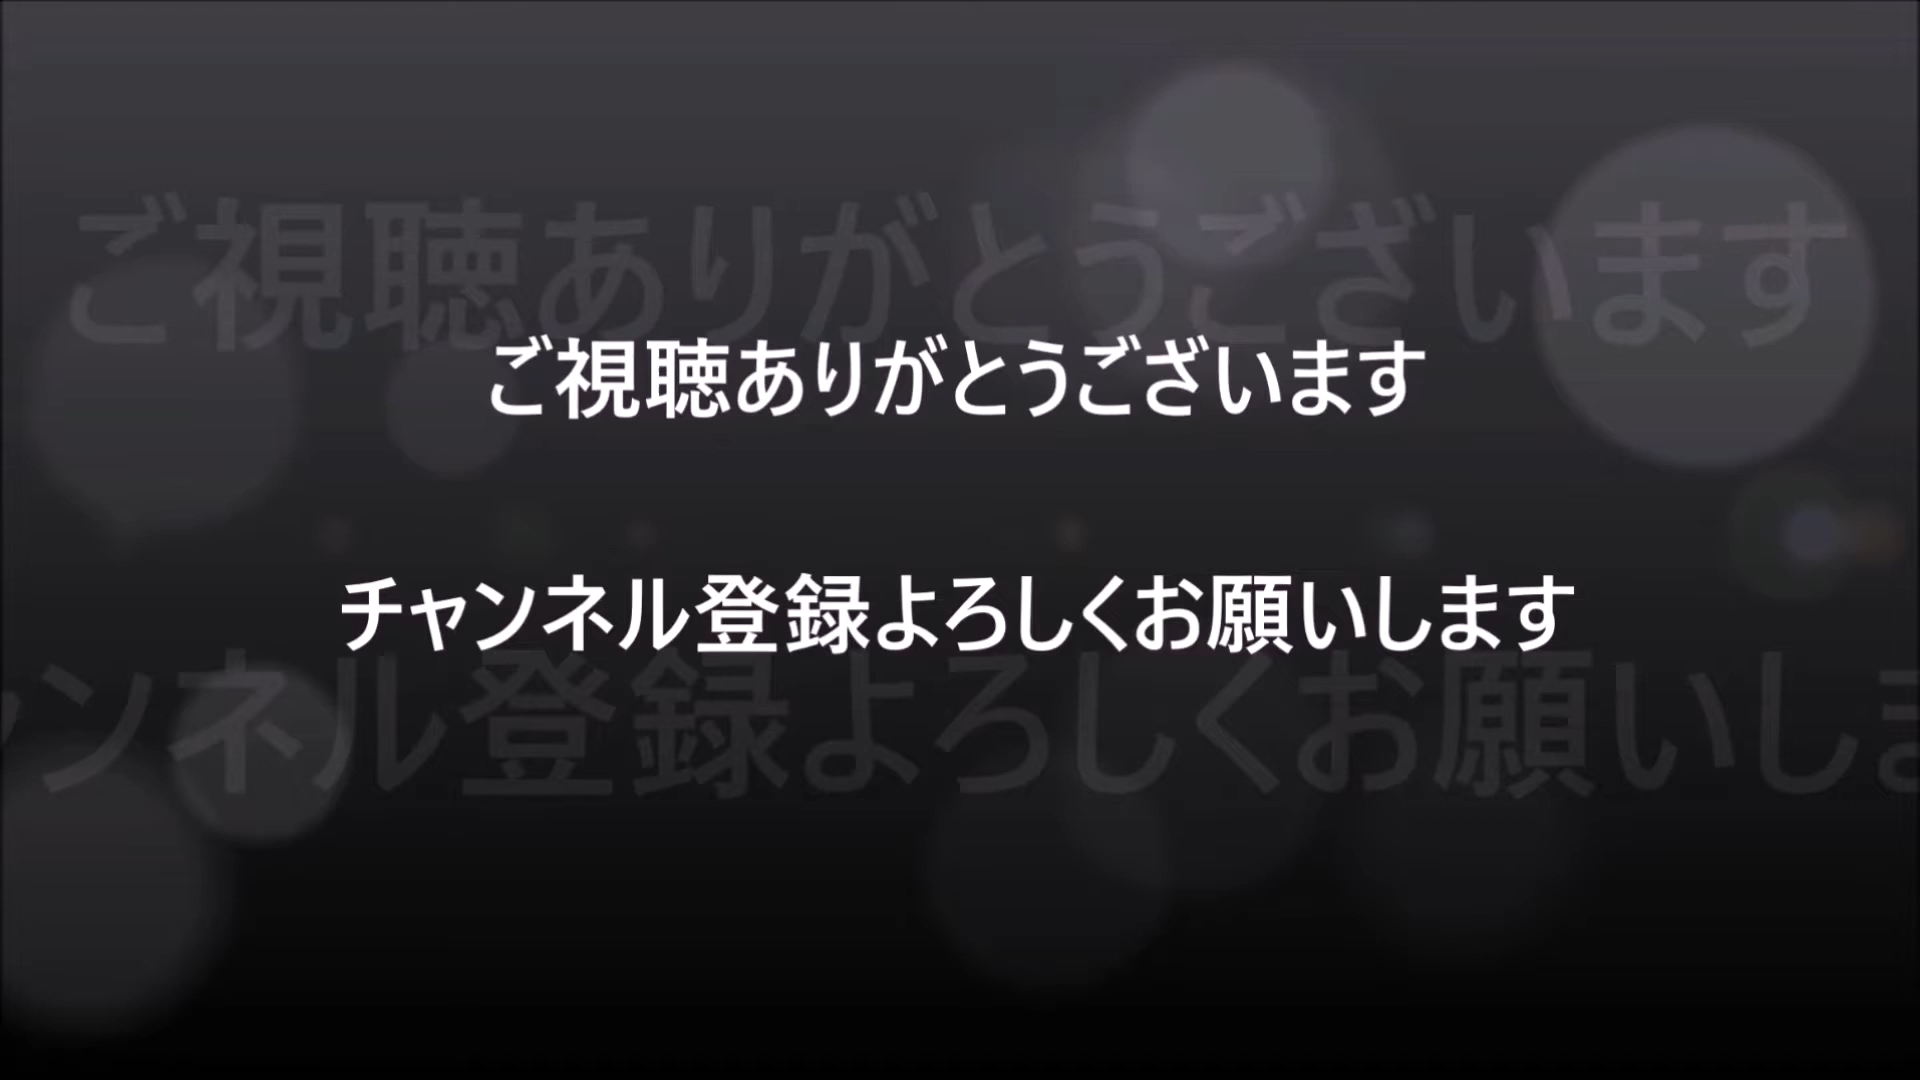 ご視聴ありがとうございます
ご視聴ありがとうございます
チャンネル登録よろしくお願いします
ンネル登録よろしくお願いしま